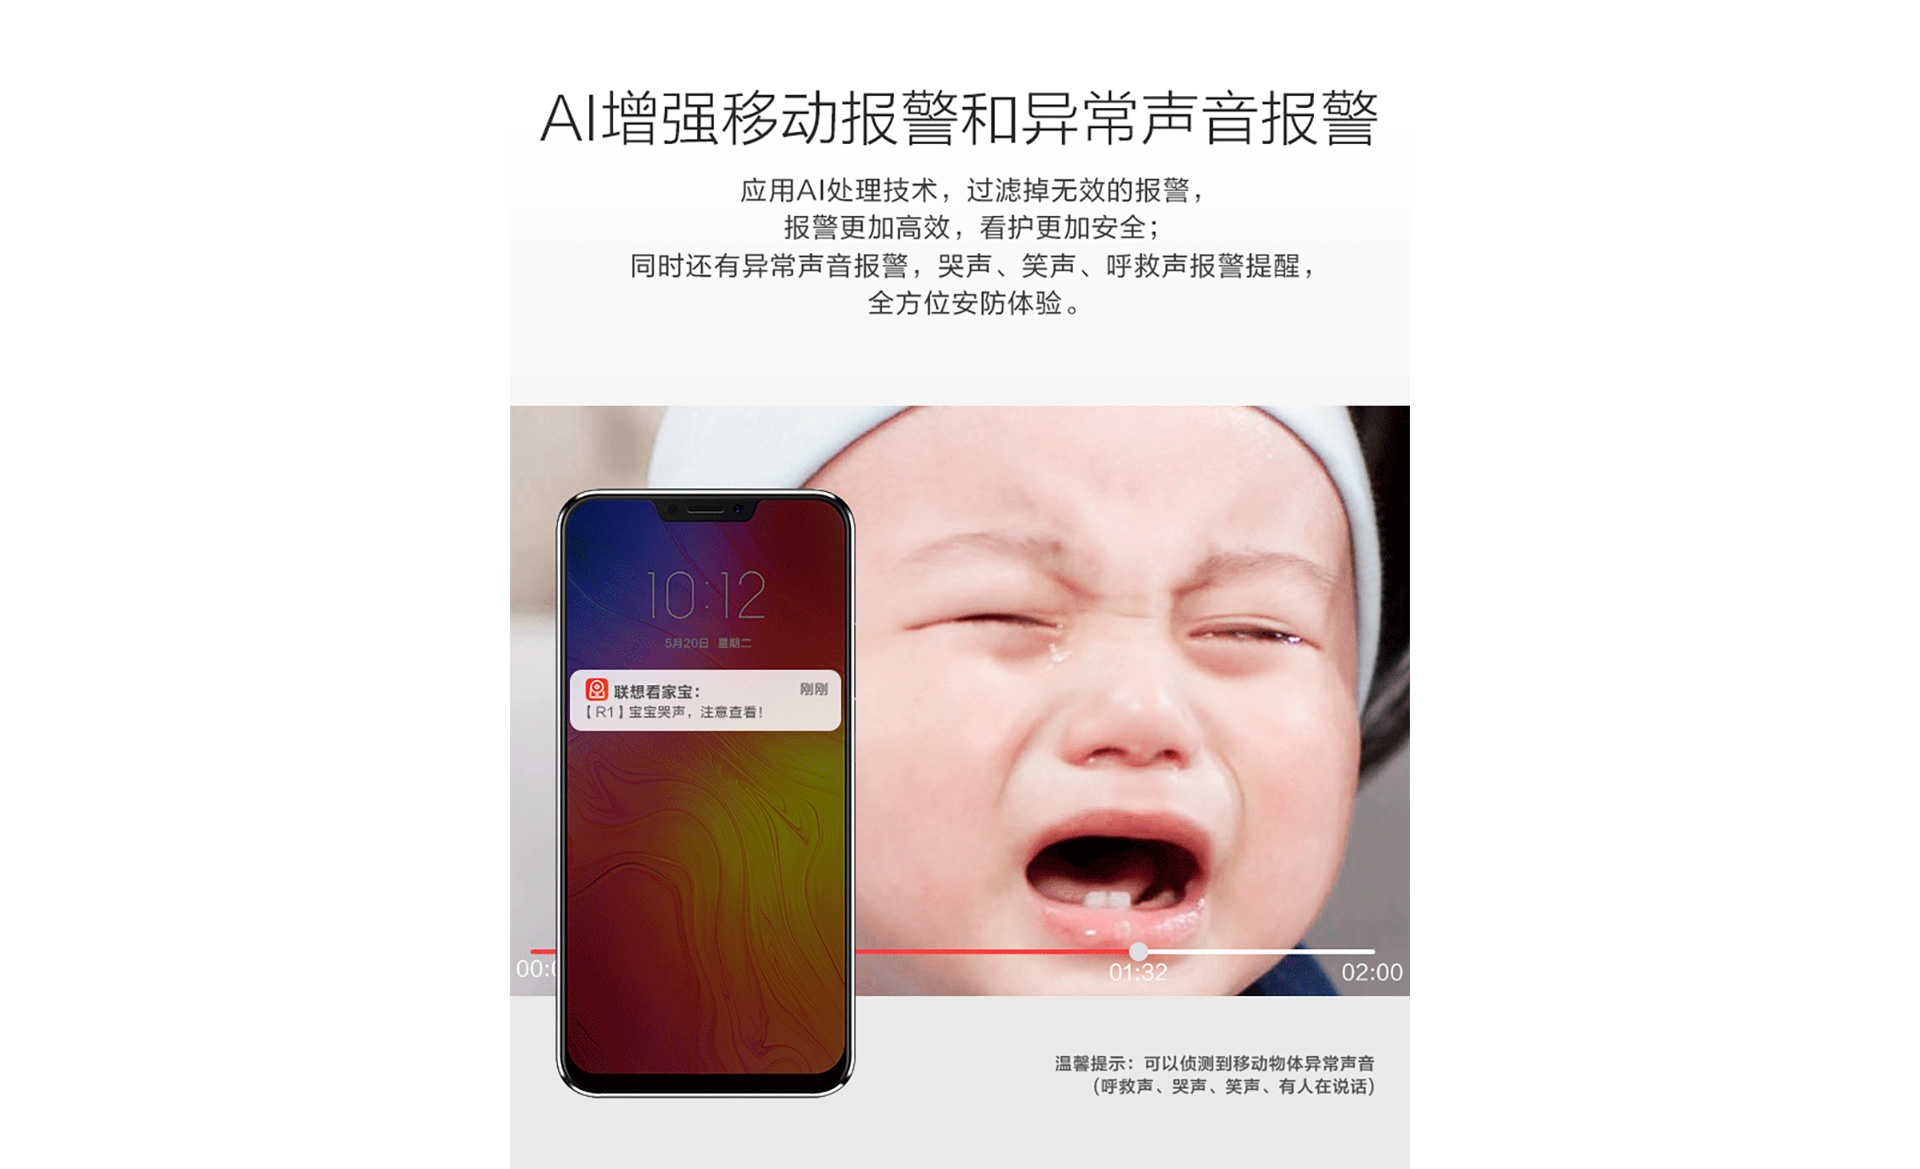 AI增强移动报警和异常声音报警
应用AI处理技术，过滤掉无效的报警，
报警更加高效，看护更加安全；
同时还有异常声音报警，哭声、笑声、呼救声报警提醒，
全方位安防体验。
10:12
5月20日 星期二
联想看家宝： 刚刚
【R1】宝宝哭声，注意查看！
00:0
01:32
02:00
温馨提示：可以侦测到移动物体异常声音
(呼救声、哭声、笑声、有人在说话)